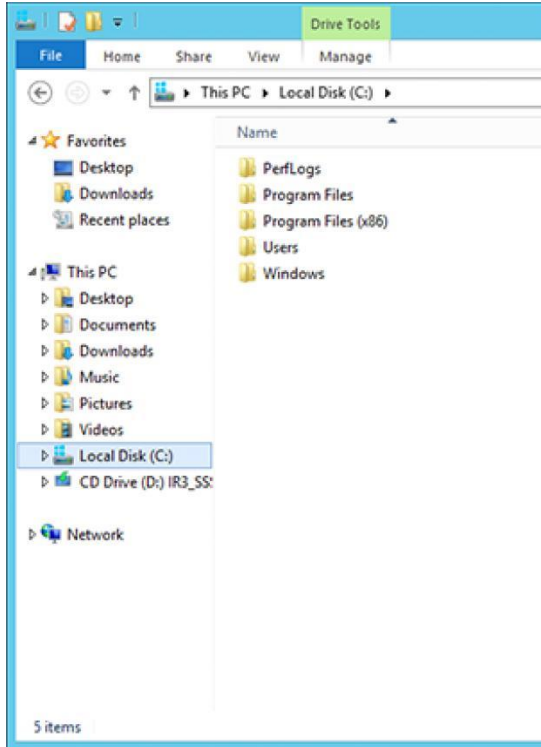 Drive Tools
File Home Share View Manage
This PC Local Disk (C:)
Favorites
Desktop
Downloads
Recent places
This PC
Desktop
Documents
Downloads
Music
Pictures
Videos
Local Disk (C:)
CD Drive (D:) IR3_SS
Network
Name
PerfLogs
Program Files
Program Files (x86)
Users
Windows
5 items